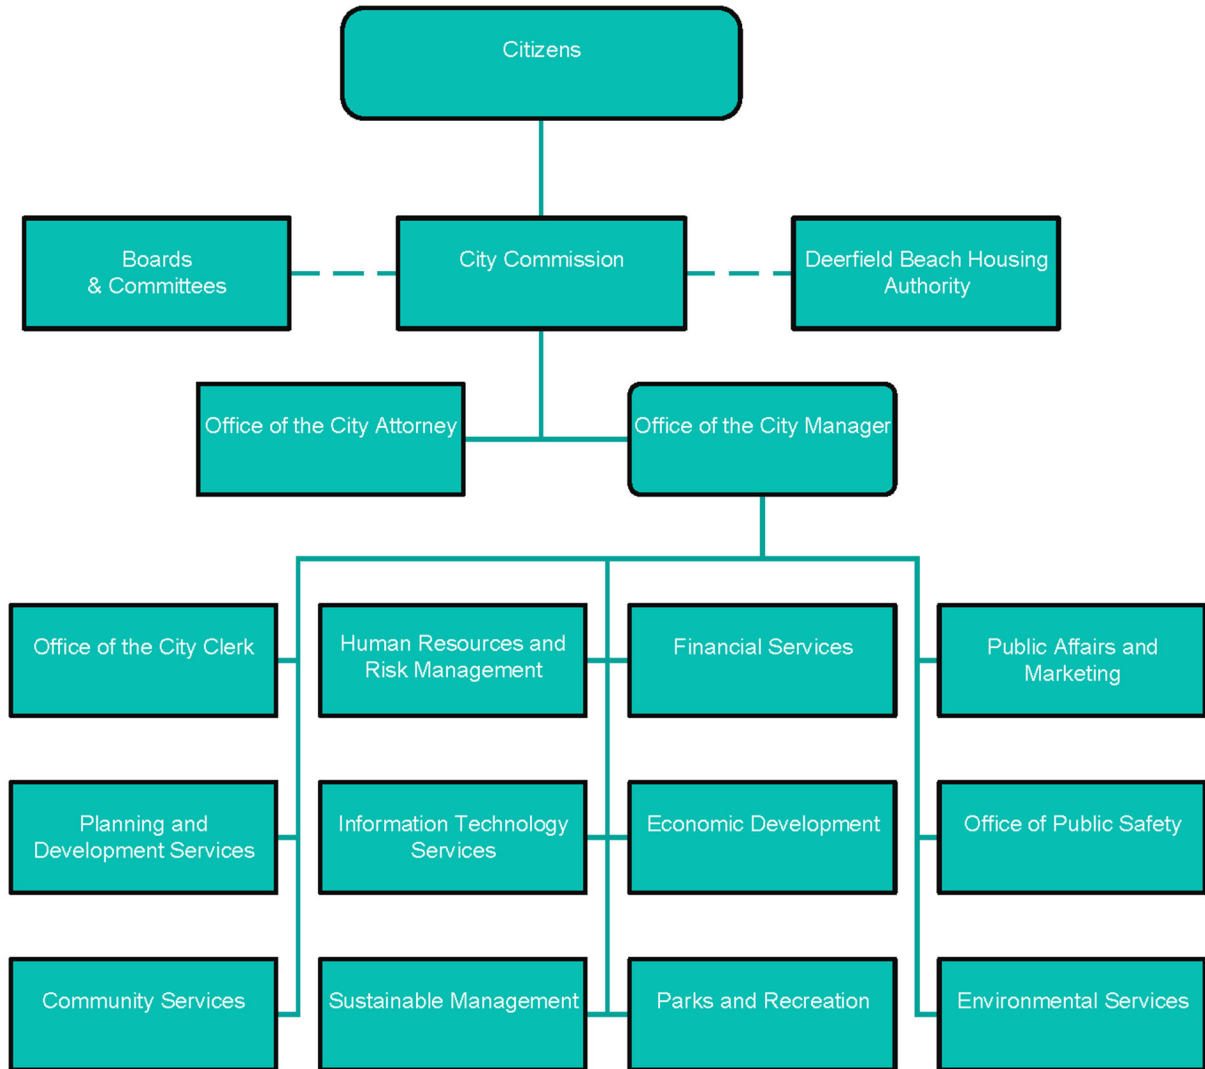 Citizens
Boards
& Committees
City Commission
Deerfield Beach Housing
Authority
Office of the City Attorney
Office of the City Manager
Office of the City Clerk
Human Resources and
Risk Management
Financial Services
Public Affairs and
Marketing
Planning and
Development Services
Information Technology
Services
Economic Development
Office of Public Safety
Community Services
Sustainable Management
Parks and Recreation
Environmental Services